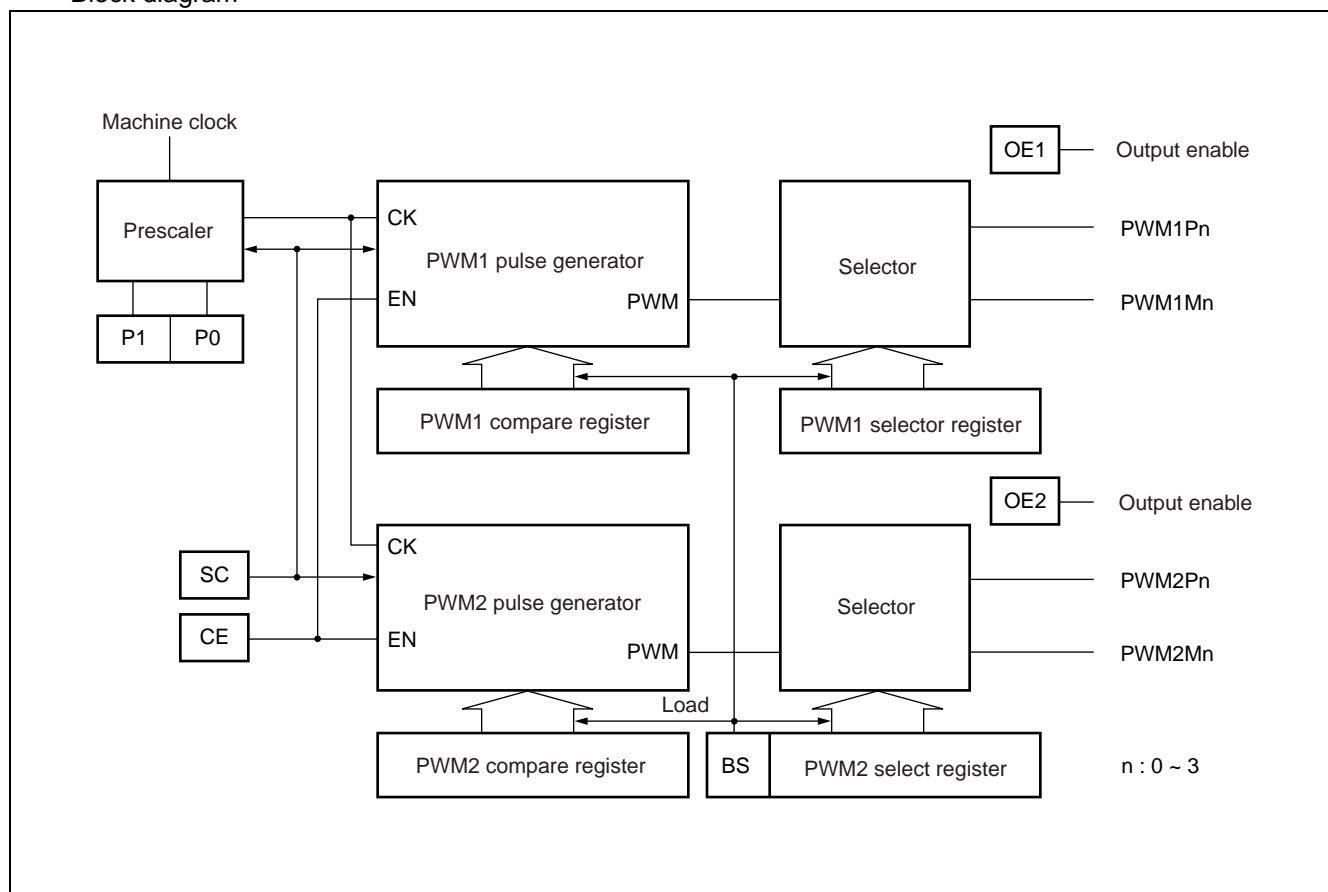 Block diagram
Machine clock
OE1
Output enable
Prescaler
CK
PWM1 pulse generator
EN
PWM
Selector
PWM1Pn
PWM1Mn
P1
P0
PWM1 compare register
PWM1 selector register
OE2
Output enable
CK
PWM2 pulse generator
EN
PWM
Selector
PWM2Pn
PWM2Mn
SC
CE
Load
PWM2 compare register
BS
PWM2 select register
n : 0 ~ 3